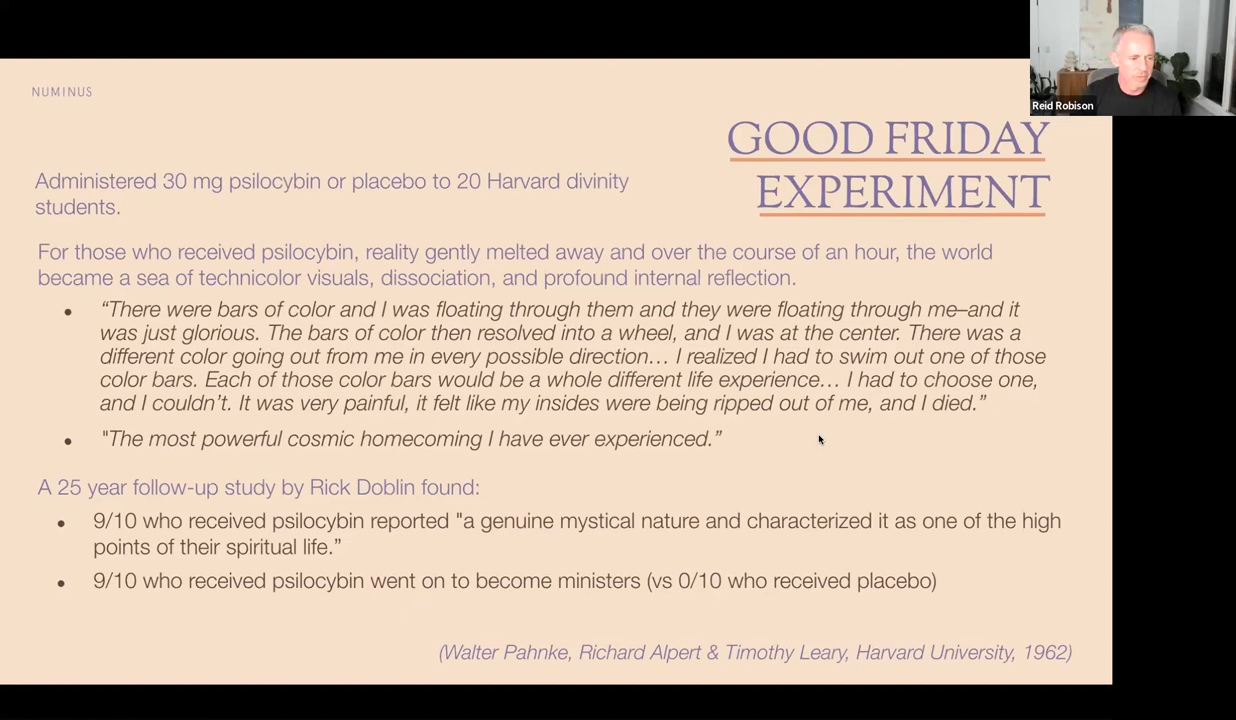 NUMINUS
Reid Robison
GOOD FRIDAY
EXPERIMENT
Administered 30 mg psilocybin or placebo to 20 Harvard divinity
students.
For those who received psilocybin, reality gently melted away and over the course of an hour, the world
became a sea of technicolor visuals, dissociation, and profound internal reflection.
• “There were bars of color and I was floating through them and they were floating through me–and it
was just glorious. The bars of color then resolved into a wheel, and I was at the center. There was a
different color going out from me in every possible direction… I realized I had to swim out one of those
color bars. Each of those color bars would be a whole different life experience… I had to choose one,
and I couldn’t. It was very painful, it felt like my insides were being ripped out of me, and I died.”
• "The most powerful cosmic homecoming I have ever experienced.”
A 25 year follow-up study by Rick Doblin found:
• 9/10 who received psilocybin reported "a genuine mystical nature and characterized it as one of the high
points of their spiritual life.”
• 9/10 who received psilocybin went on to become ministers (vs 0/10 who received placebo)
(Walter Pahnke, Richard Alpert & Timothy Leary, Harvard University, 1962)